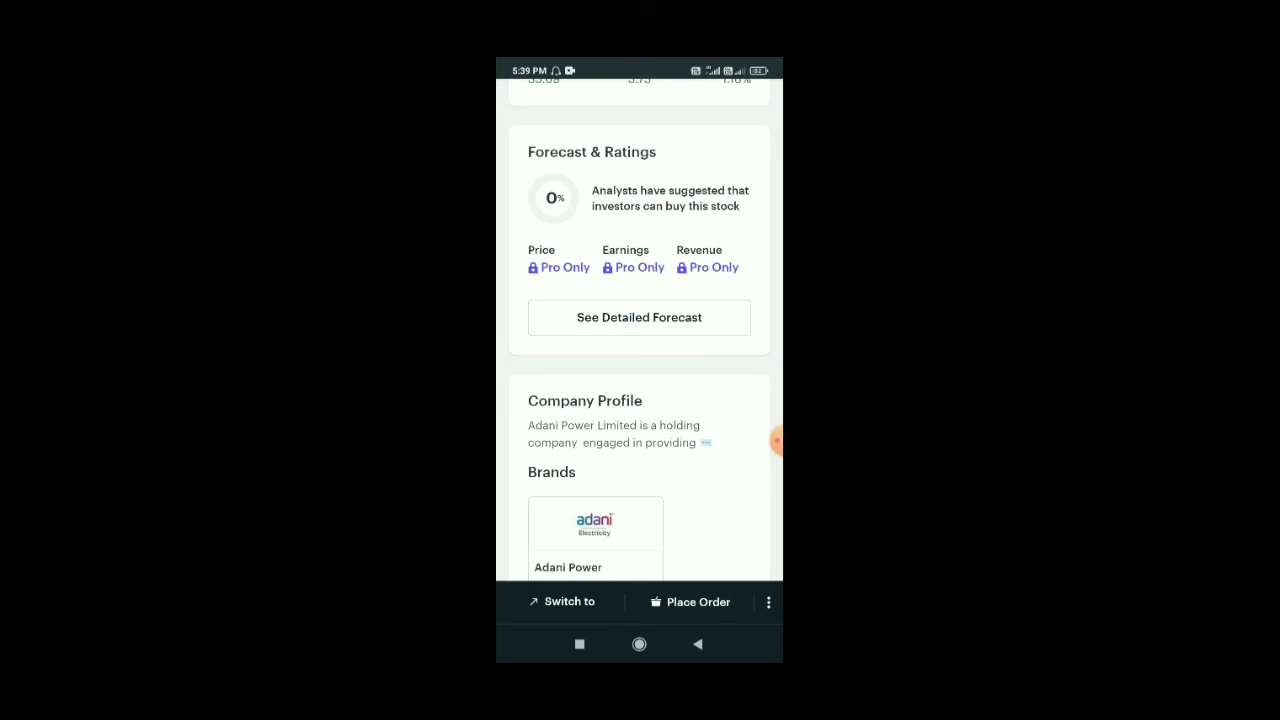 5:39 PM
Forecast & Ratings
0%
Analysts have suggested that
investors can buy this stock
Price Earnings Revenue
Pro Only Pro Only Pro Only
See Detailed Forecast
Company Profile
Adani Power Limited is a holding
company engaged in providing
Brands
adani
Electricity
Adani Power
Switch to Place Order